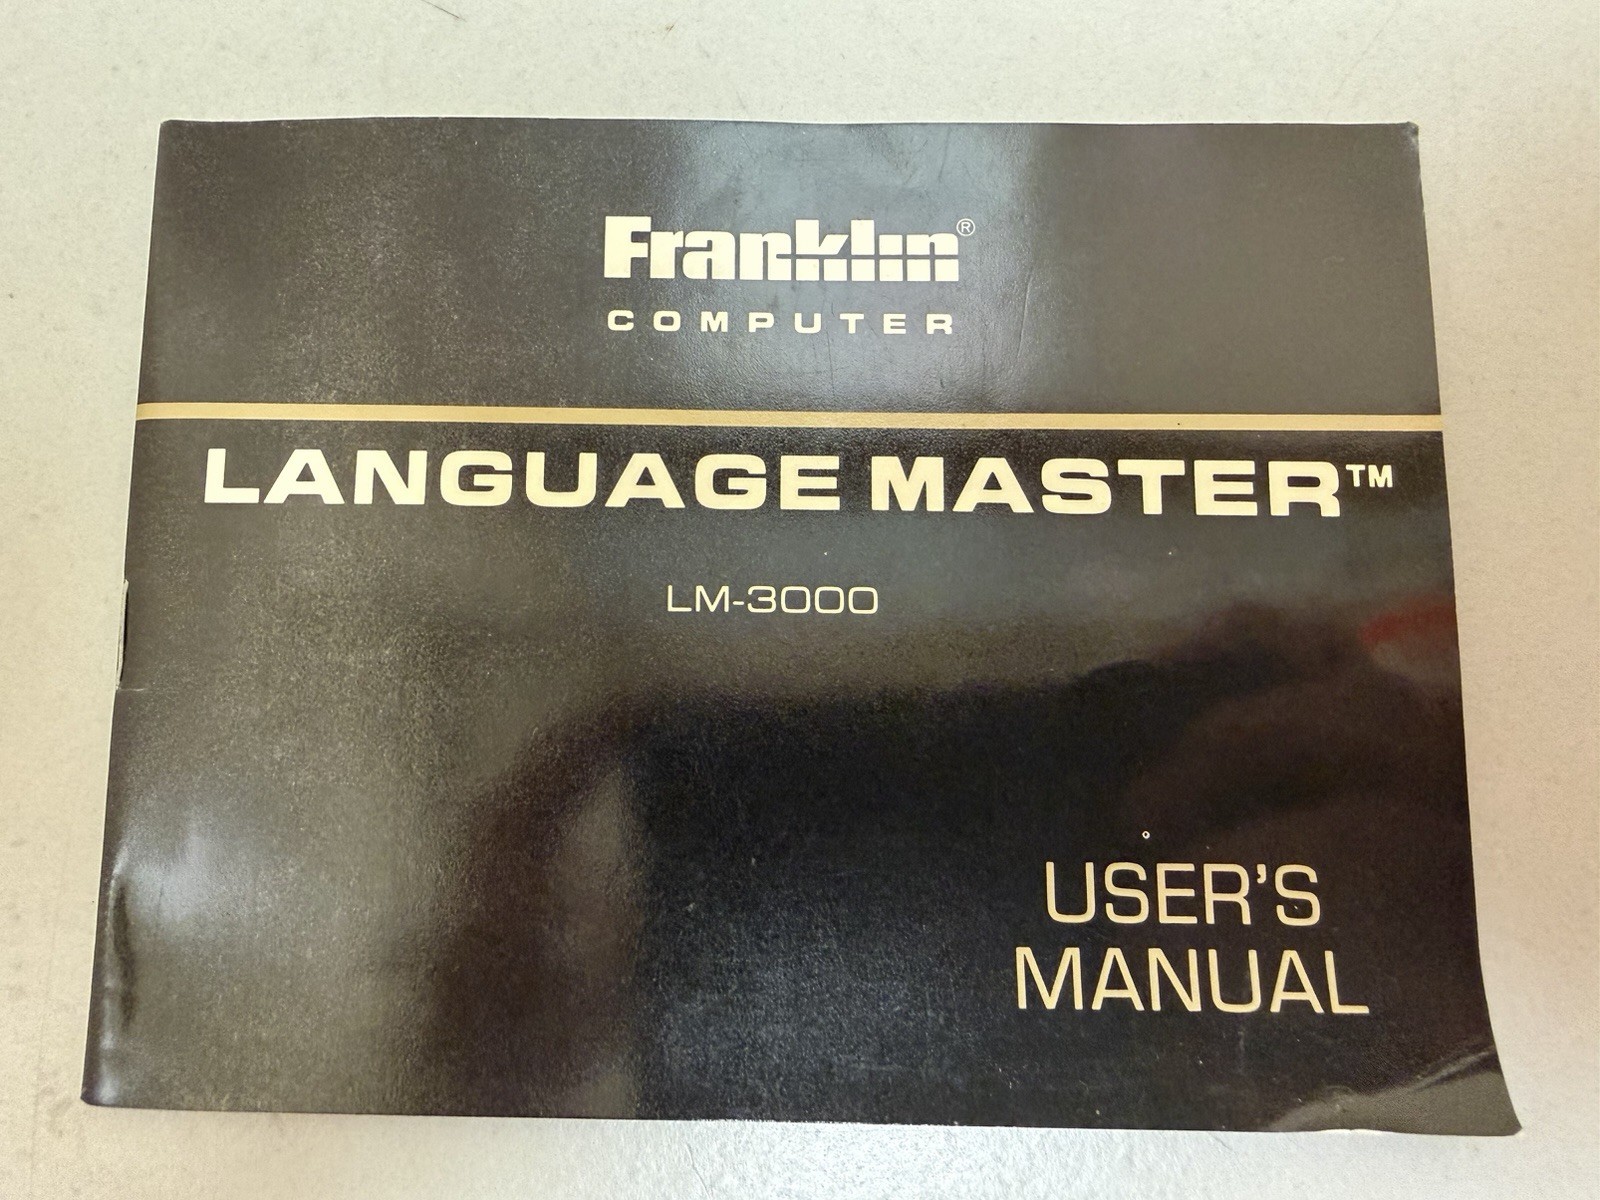 Franklin®
COMPUTER
LANGUAGE MASTER™
LM-3000
USER'S
MANUAL